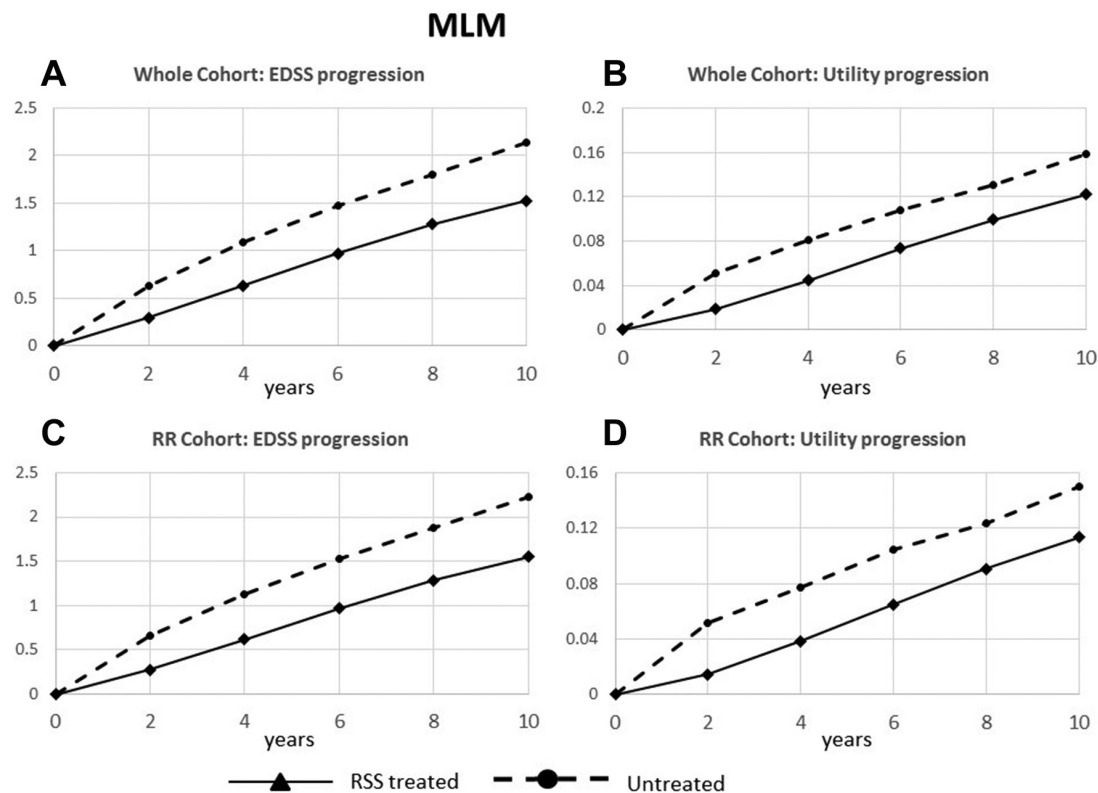 MLM
A Whole Cohort: EDSS progression
2.5
2
1.5
1
0.5
0
0 2 4 6 8 10
years
B Whole Cohort: Utility progression
0.2
0.16
0.12
0.08
0.04
0
0 2 4 6 8 10
years
C RR Cohort: EDSS progression
2.5
2
1.5
1
0.5
0
0 2 4 6 8 10
years
D RR Cohort: Utility progression
0.16
0.12
0.08
0.04
0
0 2 4 6 8 10
years
RSS treated Untreated